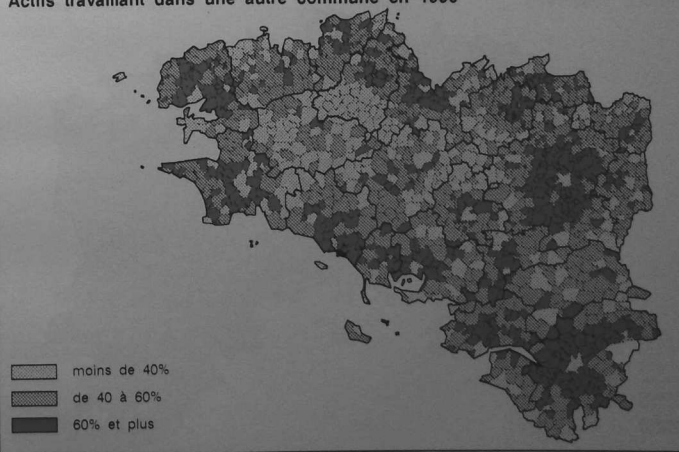 Actifs travaillant dans une autre commune en
moins de 40%
de 40 à 60%
60% et plus